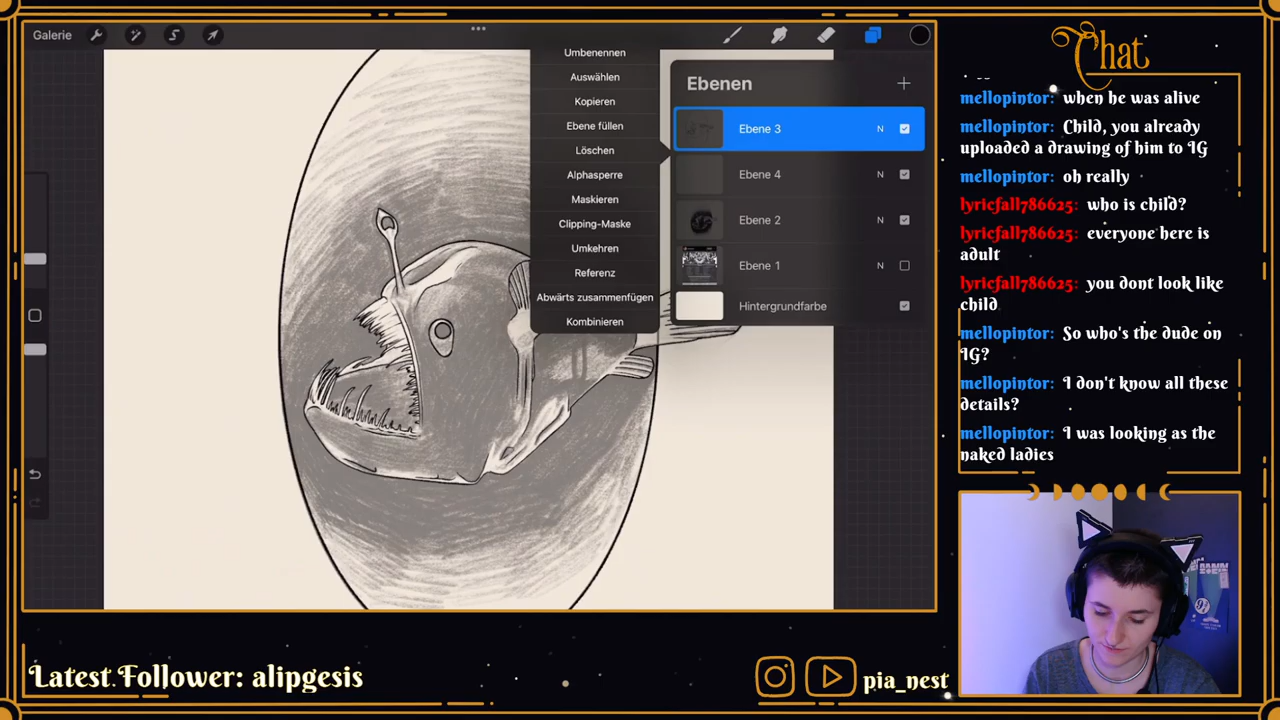 Galerie
Umbenennen
Auswählen
Kopieren
Ebene füllen
Löschen
Alphasperre
Maskieren
Clipping-Maske
Umkehren
Referenz
Abwärts zusammenfügen
Kombinieren
Ebenen
Ebene 3 N
Ebene 4 N
Ebene 2 N
Ebene 1 N
Hintergrundfarbe
Chat
mellopintor: when he was alive
mellopintor: Child, you already
uploaded a drawing of him to IG
mellopintor: oh really
lyricfall786625: who is child?
lyricfall786625: everyone here is
adult
lyricfall786625: you dont look like
child
mellopintor: So who's the dude on
IG?
mellopintor: I don't know all these
details?
mellopintor: I was looking as the
naked ladies
Latest Follower: alipgesis
pia_nest